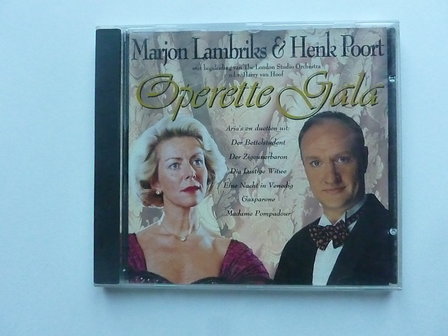 Marjon Lambriks & Henk Poort
met begeleiding van The London Studio Orchestra
o.l.v. Harry van Hoof
Operette Gala
Aria's en duetten uit:
Der Bettelstudent
Der Zigeunerbaron
Die Lustige Witwe
Eine Nacht in Venedig
Gasparone
Madame Pompadour